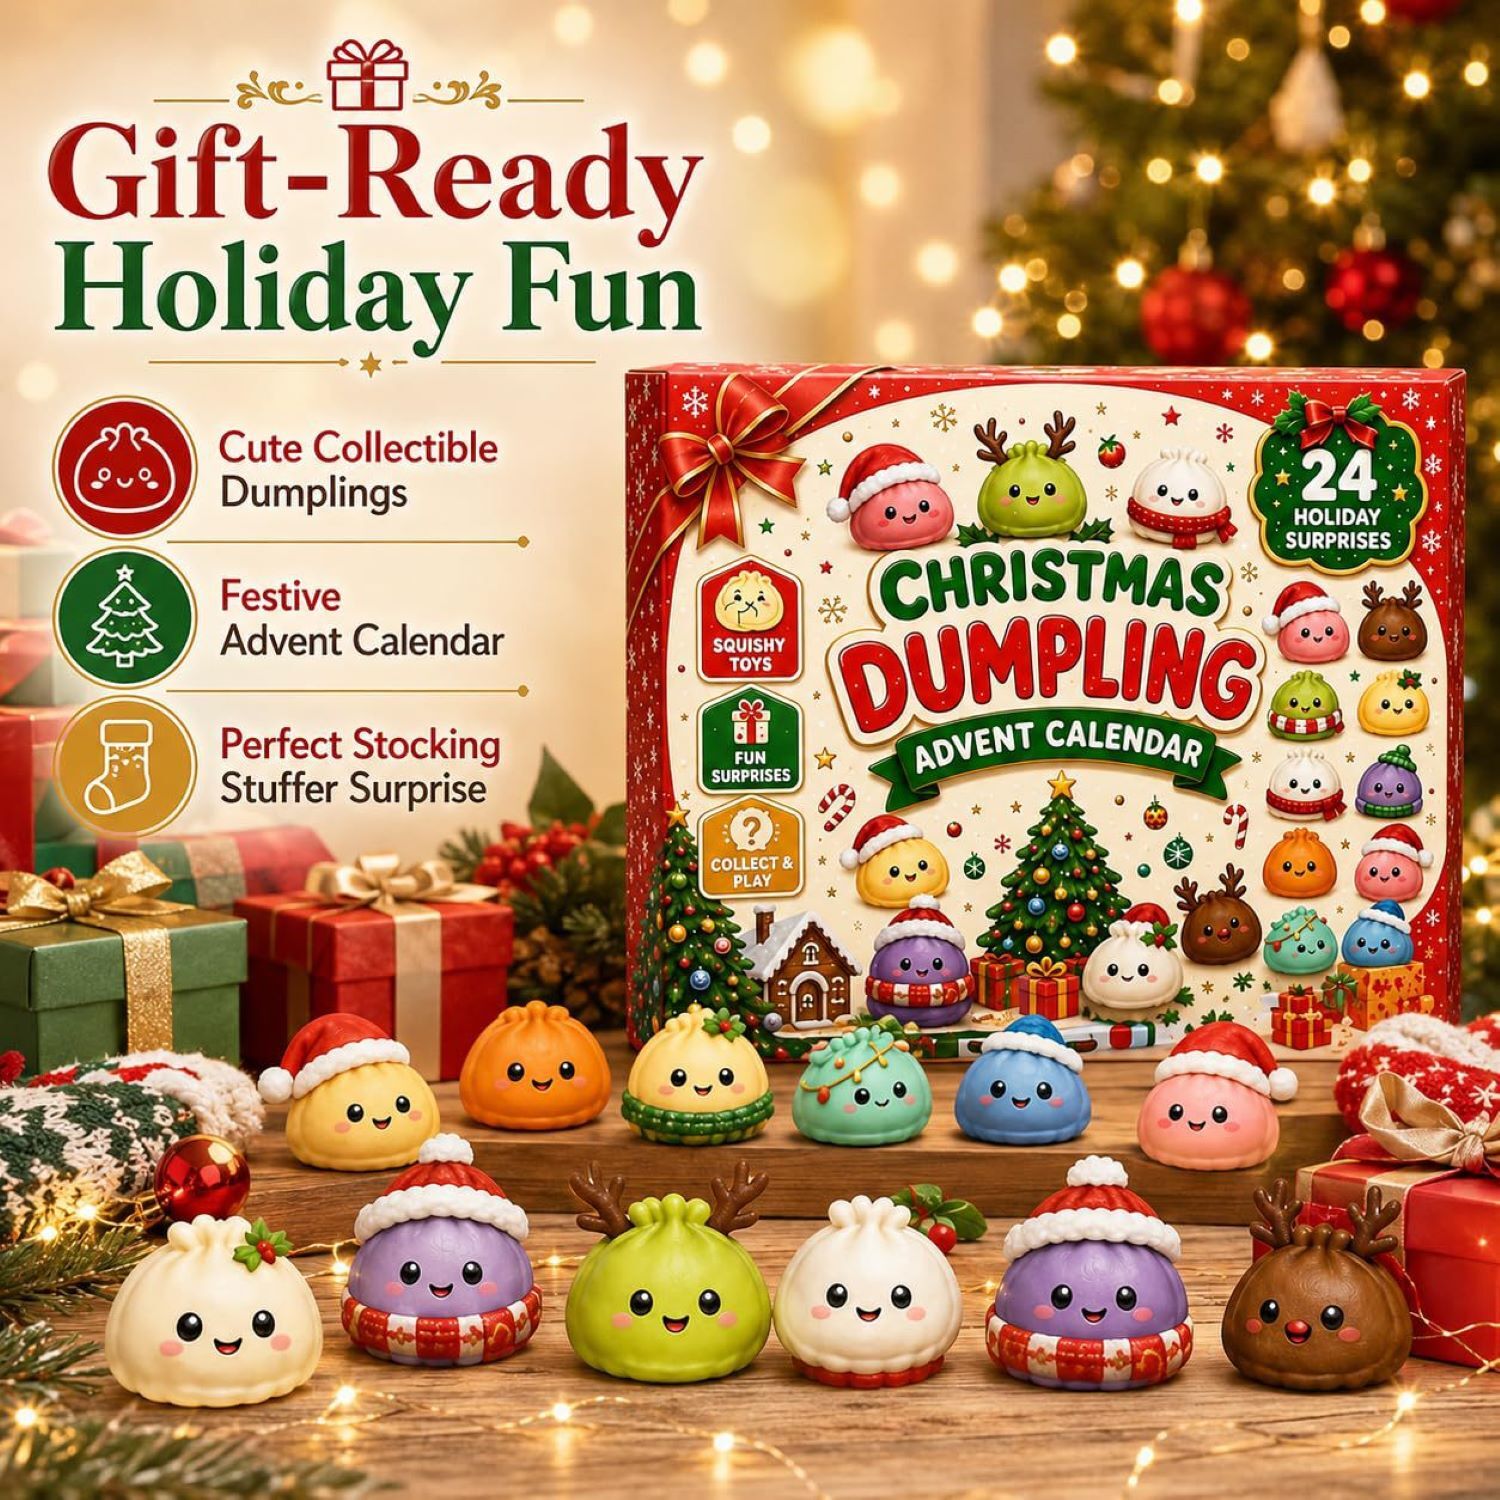 Gift-Ready
Holiday Fun
Cute Collectible
Dumplings
Festive
Advent Calendar
Perfect Stocking
Stuffer Surprise
24
HOLIDAY
SURPRISES
CHRISTMAS
DUMPLING
ADVENT CALENDAR
SQUISHY
TOYS
FUN
SURPRISES
?
COLLECT &
PLAY